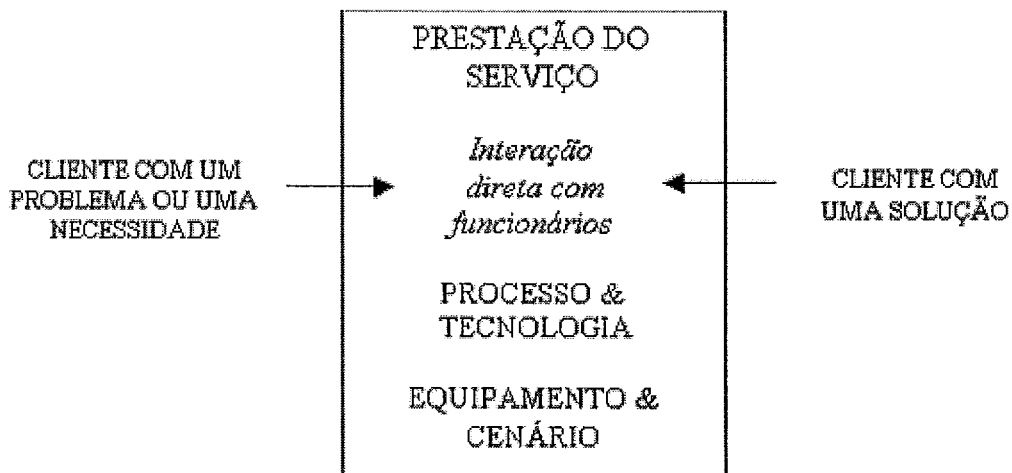 PRESTAÇÃO DO
SERVIÇO
Interação
direta com
funcionários
CLIENTE COM UM
PROBLEMA OU UMA
NECESSIDADE
CLIENTE COM
UMA SOLUÇÃO
PROCESSO &
TECNOLOGIA
EQUIPAMENTO &
CENÁRIO